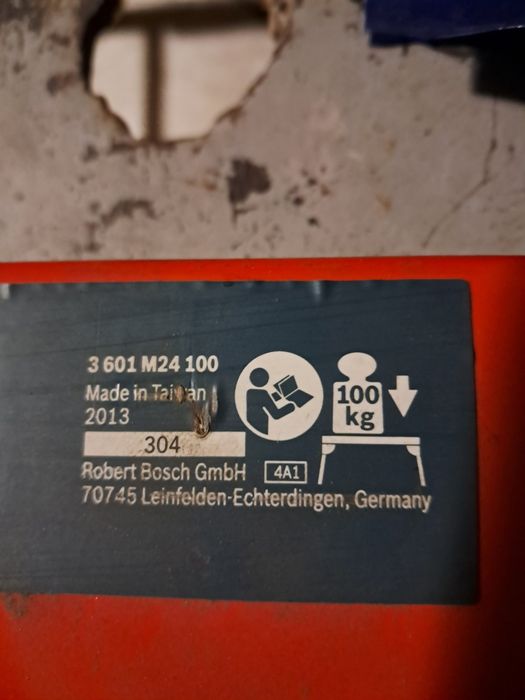 3 601 M24 100
Made in Taiwan
2013
304
Robert Bosch GmbH 4A1
70745 Leinfelden-Echterdingen, Germany
100
kg